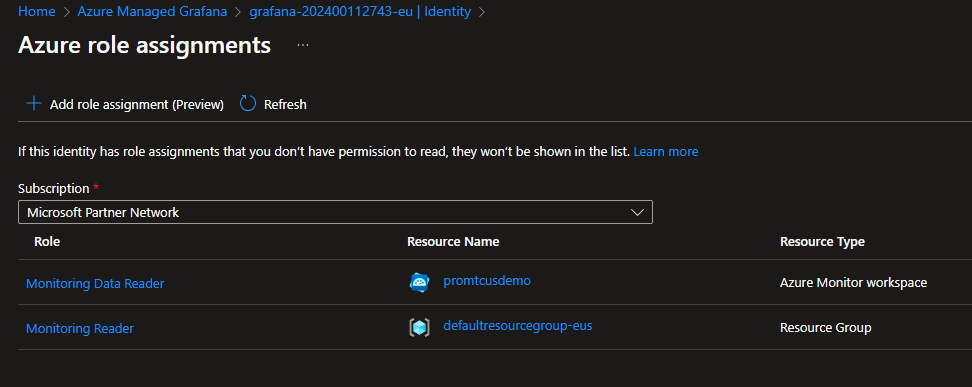 Home > Azure Managed Grafana > grafana-202400112743-eu | Identity >
Azure role assignments ...
+ Add role assignment (Preview) Refresh
If this identity has role assignments that you don't have permission to read, they won't be shown in the list. Learn more
Subscription *
Microsoft Partner Network
Role Resource Name Resource Type
Monitoring Data Reader promtcusdemo Azure Monitor workspace
Monitoring Reader defaultresourcegroup-eus Resource Group